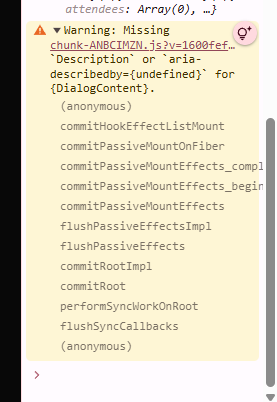 attendees: Array(0), …}
Warning: Missing
chunk-ANBCIMZN.js?v=1600fef…
`Description` or `aria-
describedby={undefined}` for
{DialogContent}.
(anonymous)
commitHookEffectListMount
commitPassiveMountOnFiber
commitPassiveMountEffects_compl
commitPassiveMountEffects_begin
commitPassiveMountEffects
flushPassiveEffectsImpl
flushPassiveEffects
commitRootImpl
commitRoot
performSyncWorkOnRoot
flushSyncCallbacks
(anonymous)